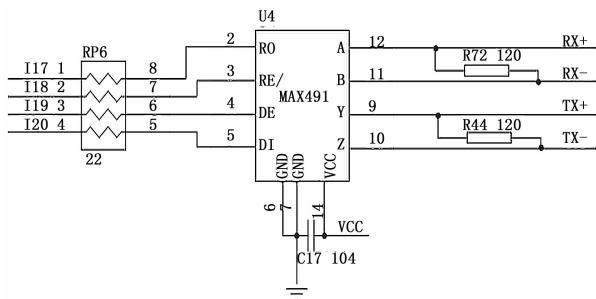 U4
RP6
I17 1
8
2
RO
A
12
R72 120
RX+
I18 2
7
3
RE/
B
11
RX-
MAX491
I19 3
6
4
DE
Y
9
TX+
I20 4
5
5
DI
Z
10
R44 120
TX-
22
GND
GND
VCC
6
7
14
VCC
C17 104